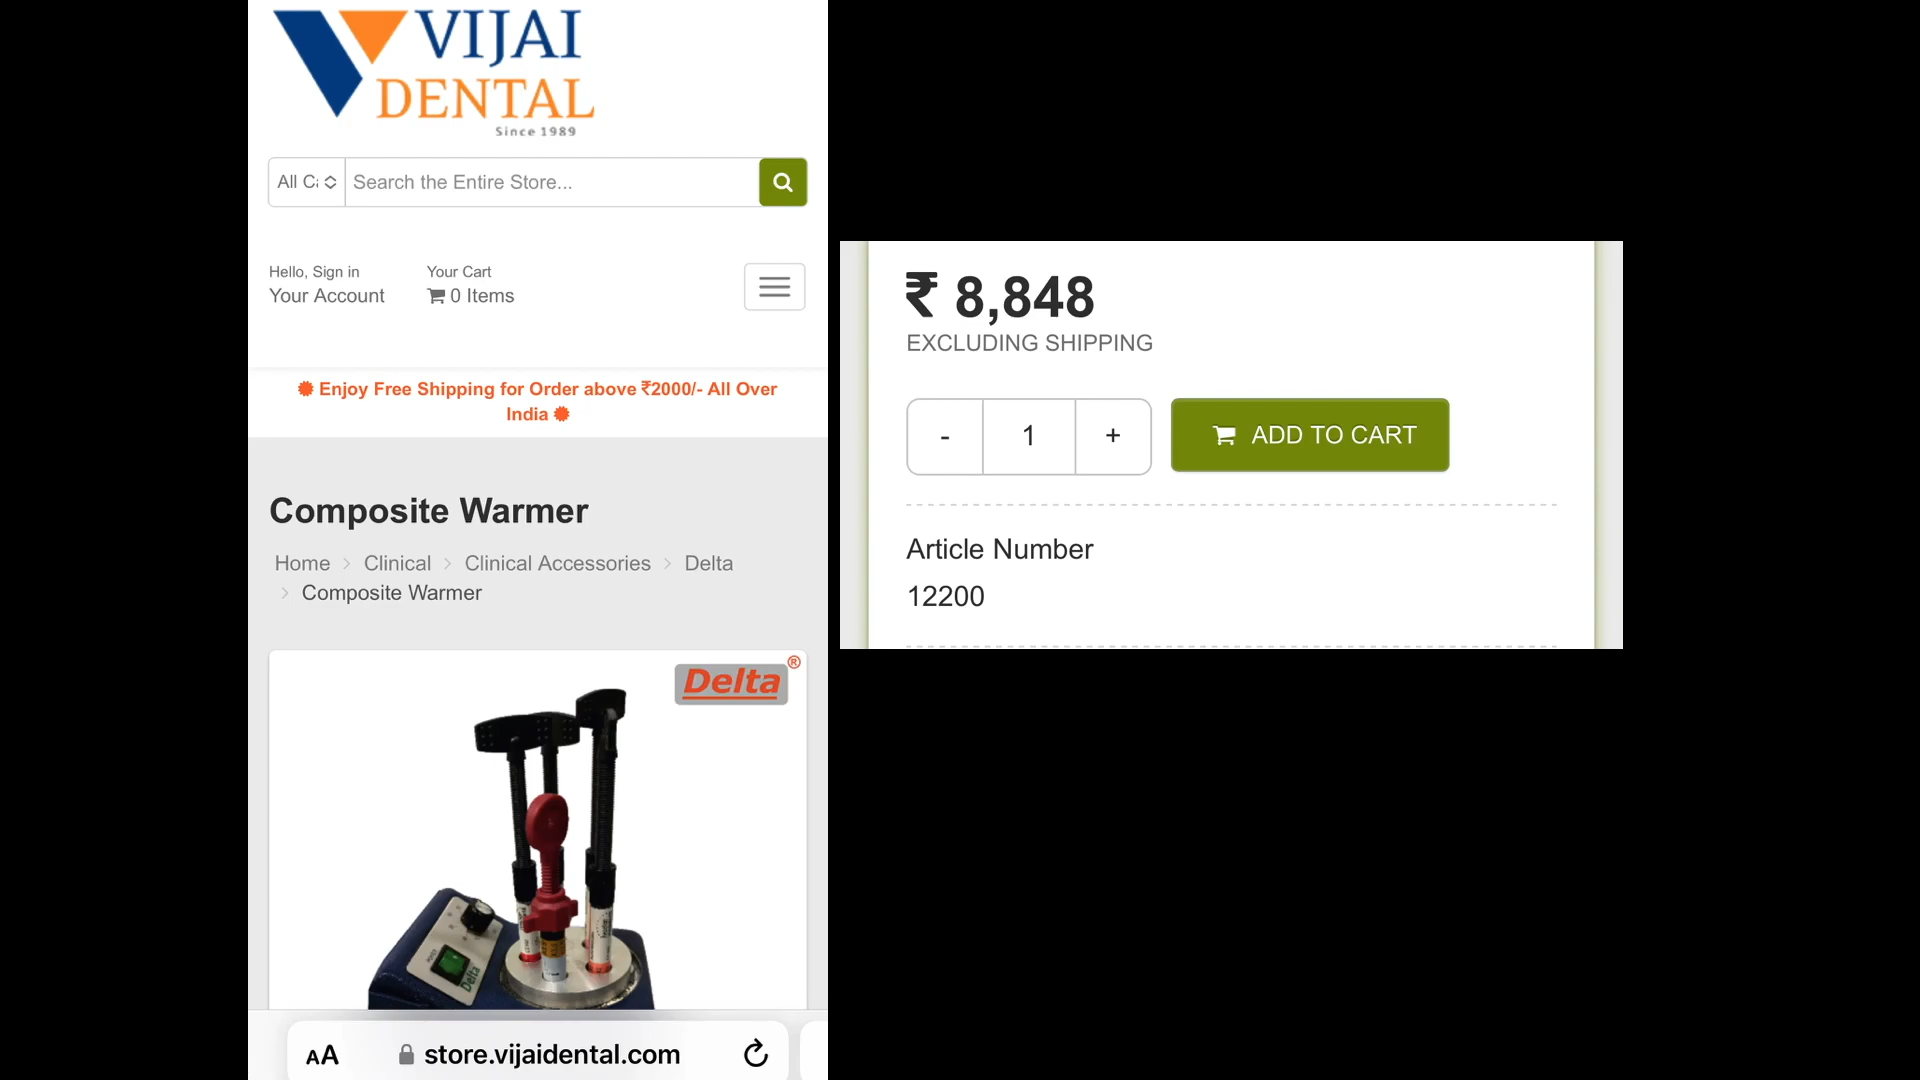 VIJAI
DENTAL
Since 1989
All Ca
Search the Entire Store...
Hello, Sign in
Your Account
Your Cart
0 Items
Enjoy Free Shipping for Order above ₹2000/- All Over
India
Composite Warmer
Home > Clinical > Clinical Accessories > Delta
> Composite Warmer
Delta®
Delta
AA
store.vijaidental.com
₹ 8,848
EXCLUDING SHIPPING
- 1 +
ADD TO CART
Article Number
12200